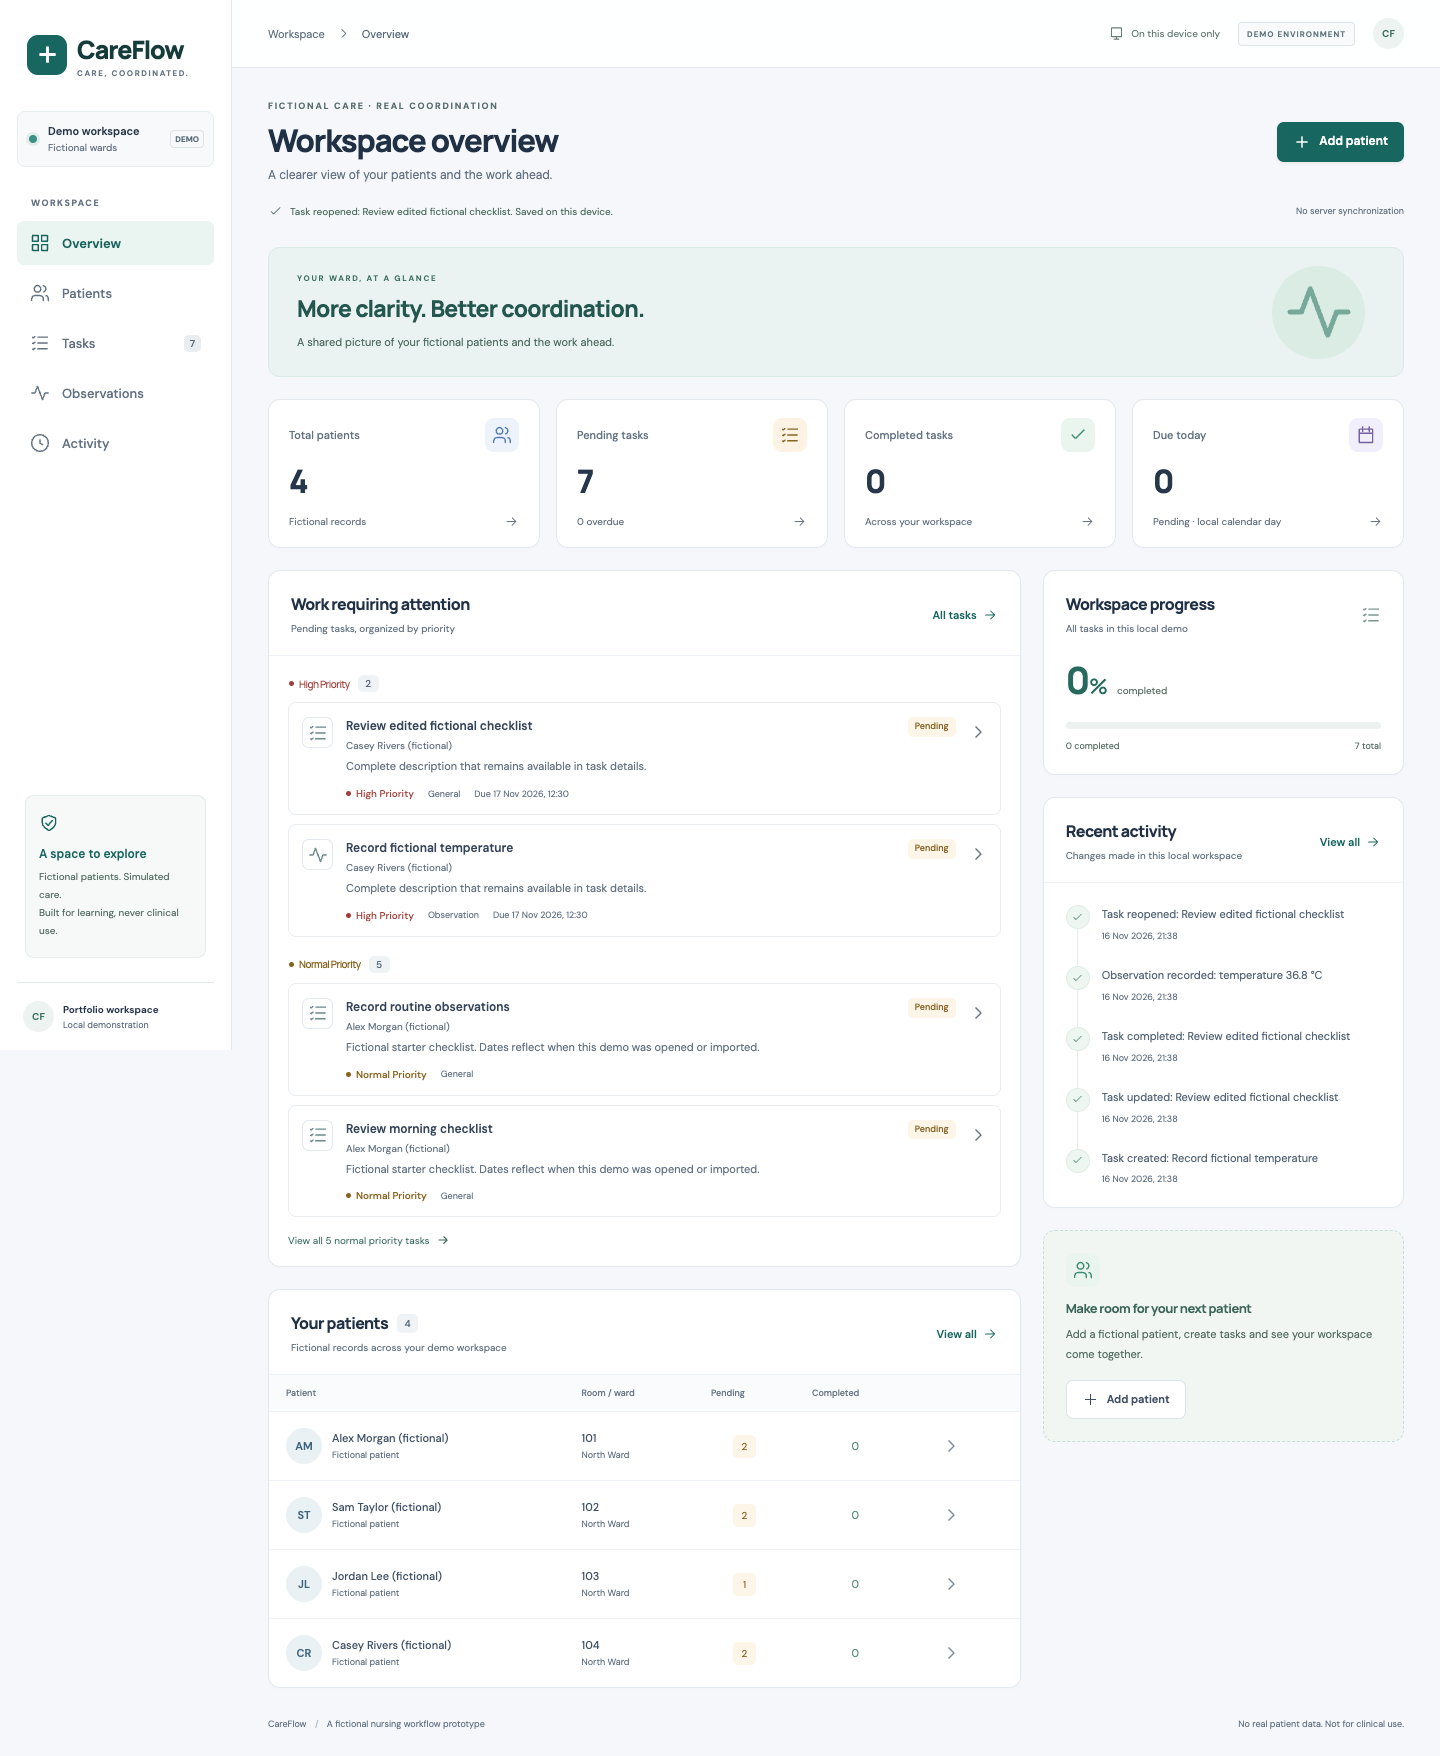 CareFlow
CARE, COORDINATED.
Demo workspace
Fictional wards
DEMO
WORKSPACE
Overview
Patients
Tasks
7
Observations
Activity
A space to explore
Fictional patients. Simulated
care.
Built for learning, never clinical
use.
CF
Portfolio workspace
Local demonstration
Workspace
Overview
On this device only
DEMO ENVIRONMENT
CF
FICTIONAL CARE · REAL COORDINATION
Workspace overview
A clearer view of your patients and the work ahead.
Add patient
Task reopened: Review edited fictional checklist. Saved on this device.
No server synchronization
YOUR WARD, AT A GLANCE
More clarity. Better coordination.
A shared picture of your fictional patients and the work ahead.
Total patients
4
Fictional records
Pending tasks
7
0 overdue
Completed tasks
0
Across your workspace
Due today
0
Pending · local calendar day
Work requiring attention
Pending tasks, organized by priority
All tasks
High Priority
2
Review edited fictional checklist
Casey Rivers (fictional)
Complete description that remains available in task details.
High Priority
General
Due 17 Nov 2026, 12:30
Pending
Record fictional temperature
Casey Rivers (fictional)
Complete description that remains available in task details.
High Priority
Observation
Due 17 Nov 2026, 12:30
Pending
Normal Priority
5
Record routine observations
Alex Morgan (fictional)
Fictional starter checklist. Dates reflect when this demo was opened or imported.
Normal Priority
General
Pending
Review morning checklist
Alex Morgan (fictional)
Fictional starter checklist. Dates reflect when this demo was opened or imported.
Normal Priority
General
Pending
View all 5 normal priority tasks
Your patients
4
Fictional records across your demo workspace
View all
Patient
Room / ward
Pending
Completed
AM
Alex Morgan (fictional)
Fictional patient
101
North Ward
2
0
ST
Sam Taylor (fictional)
Fictional patient
102
North Ward
2
0
JL
Jordan Lee (fictional)
Fictional patient
103
North Ward
1
0
CR
Casey Rivers (fictional)
Fictional patient
104
North Ward
2
0
Workspace progress
All tasks in this local demo
0%
completed
0 completed
7 total
Recent activity
Changes made in this local workspace
View all
Task reopened: Review edited fictional checklist
16 Nov 2026, 21:38
Observation recorded: temperature 36.8 °C
16 Nov 2026, 21:38
Task completed: Review edited fictional checklist
16 Nov 2026, 21:38
Task updated: Review edited fictional checklist
16 Nov 2026, 21:38
Task created: Record fictional temperature
16 Nov 2026, 21:38
Make room for your next patient
Add a fictional patient, create tasks and see your workspace
come together.
Add patient
CareFlow / A fictional nursing workflow prototype
No real patient data. Not for clinical use.